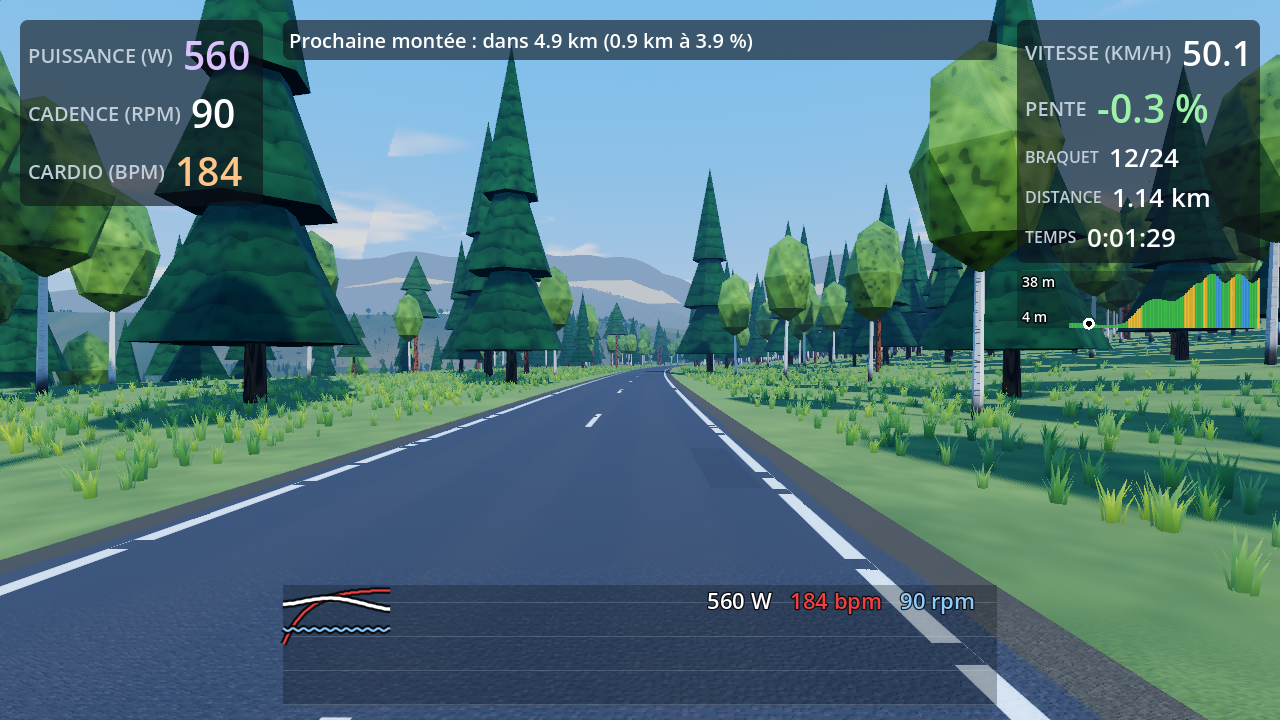 PUISSANCE (W) 560
CADENCE (RPM) 90
CARDIO (BPM) 184
Prochaine montée : dans 4.9 km (0.9 km à 3.9 %)
VITESSE (KM/H) 50.1
PENTE -0.3 %
BRAQUET 12/24
DISTANCE 1.14 km
TEMPS 0:01:29
38 m
4 m
560 W 184 bpm 90 rpm